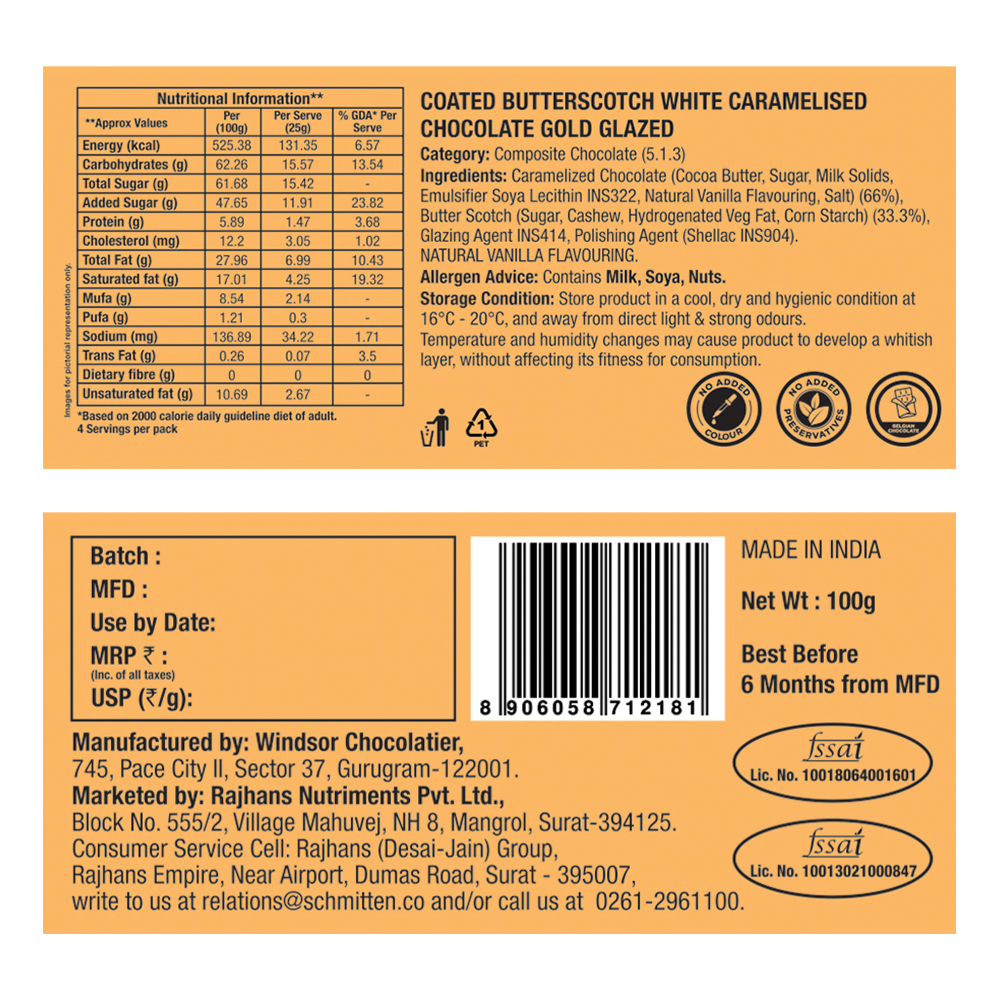 Nutritional Information**
**Approx Values Per (100g) Per Serve (25g) % GDA* Per Serve
Energy (kcal) 525.38 131.35 6.57
Carbohydrates (g) 62.26 15.57 13.54
Total Sugar (g) 61.68 15.42 -
Added Sugar (g) 47.65 11.91 23.82
Protein (g) 5.89 1.47 3.68
Cholesterol (mg) 12.2 3.05 1.02
Total Fat (g) 27.96 6.99 10.43
Saturated fat (g) 17.01 4.25 19.32
Mufa (g) 8.54 2.14 -
Pufa (g) 1.21 0.3 -
Sodium (mg) 136.89 34.22 1.71
Trans Fat (g) 0.26 0.07 3.5
Dietary fibre (g) 0 0 0
Unsaturated fat (g) 10.69 2.67 -
*Based on 2000 calorie daily guideline diet of adult.
4 Servings per pack
Images for pictorial representation only.
COATED BUTTERSCOTCH WHITE CARAMELISED
CHOCOLATE GOLD GLAZED
Category: Composite Chocolate (5.1.3)
Ingredients: Caramelized Chocolate (Cocoa Butter, Sugar, Milk Solids,
Emulsifier Soya Lecithin INS322, Natural Vanilla Flavouring, Salt) (66%),
Butter Scotch (Sugar, Cashew, Hydrogenated Veg Fat, Corn Starch) (33.3%),
Glazing Agent INS414, Polishing Agent (Shellac INS904).
NATURAL VANILLA FLAVOURING.
Allergen Advice: Contains Milk, Soya, Nuts.
Storage Condition: Store product in a cool, dry and hygienic condition at
16°C - 20°C, and away from direct light & strong odours.
Temperature and humidity changes may cause product to develop a whitish
layer, without affecting its fitness for consumption.
1
PET
NO ADDED
COLOUR
NO ADDED
PRESERVATIVES
BELGIAN
CHOCOLATE
Batch :
MFD :
Use by Date:
MRP ₹ :
(Inc. of all taxes)
USP (₹/g):
8 906058 712181
MADE IN INDIA
Net Wt : 100g
Best Before
6 Months from MFD
Manufactured by: Windsor Chocolatier,
745, Pace City II, Sector 37, Gurugram-122001.
Marketed by: Rajhans Nutriments Pvt. Ltd.,
Block No. 555/2, Village Mahuvej, NH 8, Mangrol, Surat-394125.
Consumer Service Cell: Rajhans (Desai-Jain) Group,
Rajhans Empire, Near Airport, Dumas Road, Surat - 395007,
write to us at relations@schmitten.co and/or call us at 0261-2961100.
fssai
Lic. No. 10018064001601
fssai
Lic. No. 10013021000847